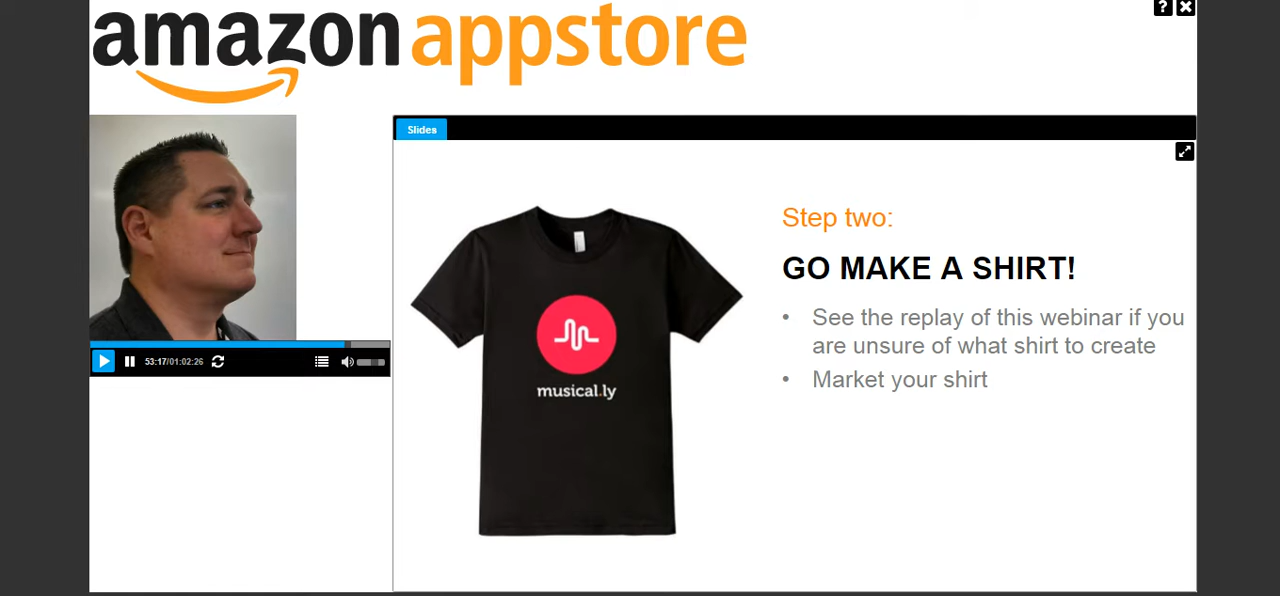 amazon appstore
? ×
Slides
Step two:
GO MAKE A SHIRT!
• See the replay of this webinar if you
are unsure of what shirt to create
• Market your shirt
musical.ly
53:17/01:02:26